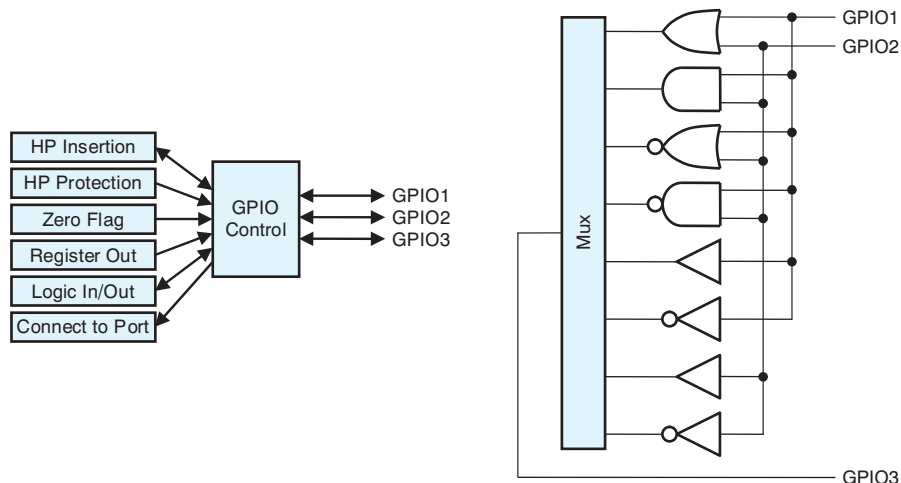 HP Insertion
HP Protection
Zero Flag
Register Out
Logic In/Out
Connect to Port
GPIO
Control
GPIO1
GPIO2
GPIO3
Mux
GPIO1
GPIO2
GPIO3